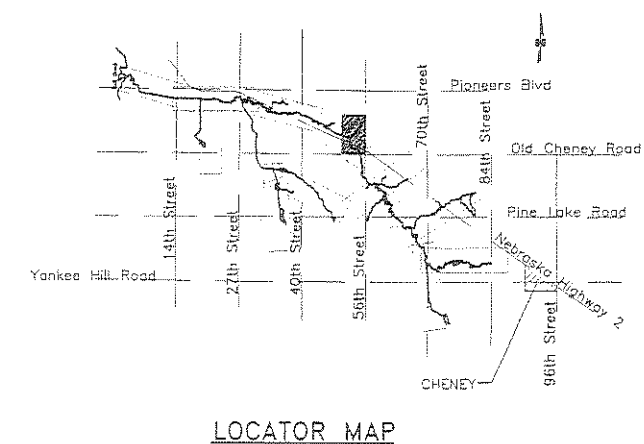 Pioneers Blvd
70th Street
84th Street
Old Cheney Road
Pine Lake Road
14th Street
27th Street
40th Street
56th Street
Yankee Hill Road
Nebraska Highway 2
96th Street
CHENEY
LOCATOR MAP